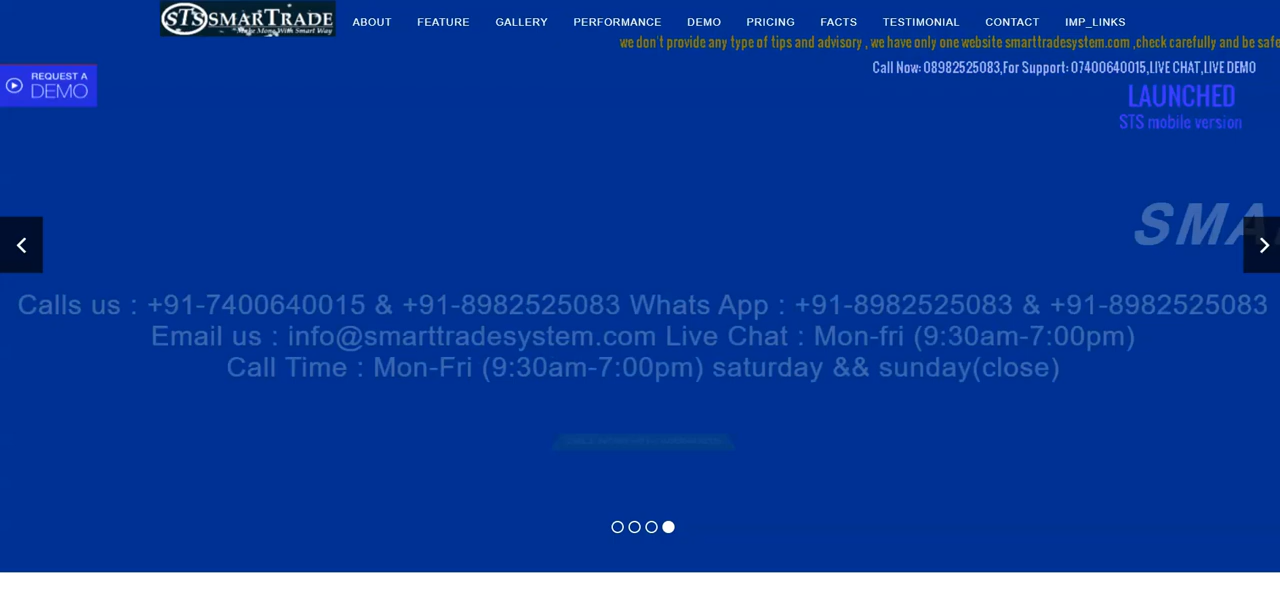 STS SMARTRADE
Make Mony With Smart Way
ABOUT FEATURE GALLERY PERFORMANCE DEMO PRICING FACTS TESTIMONIAL CONTACT IMP_LINKS
we don't provide any type of tips and advisory , we have only one website smarttradesystem.com ,check carefully and be safe
Call Now: 08982525083,For Support: 07400640015,LIVE CHAT,LIVE DEMO
REQUEST A
DEMO
LAUNCHED
STS mobile version
SMA
Calls us : +91-7400640015 & +91-8982525083 Whats App : +91-8982525083 & +91-8982525083
Email us : info@smarttradesystem.com Live Chat : Mon-fri (9:30am-7:00pm)
Call Time : Mon-Fri (9:30am-7:00pm) saturday && sunday(close)